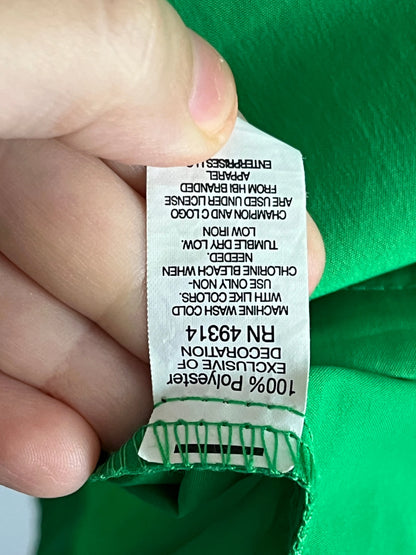 100% Polyester
EXCLUSIVE OF
DECORATION
RN 49314
MACHINE WASH COLD
WITH LIKE COLORS.
USE ONLY NON-
CHLORINE BLEACH WHEN
NEEDED.
TUMBLE DRY LOW.
LOW IRON
CHAMPION AND C LOGO
ARE USED UNDER LICENSE
FROM HBI BRANDED
APPAREL
ENTERPRISES LLC